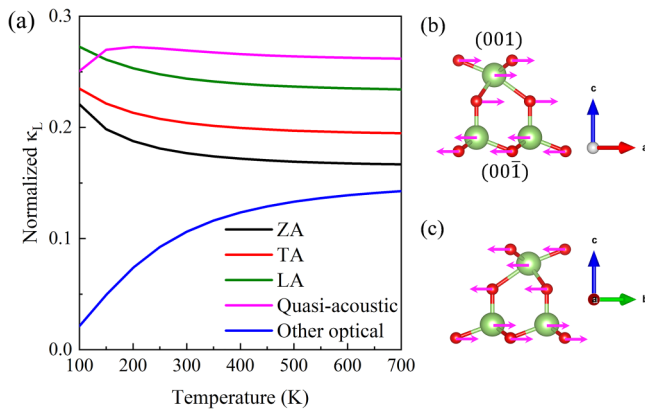 (a)
0.3
0.2
0.1
0.0
Normalized κL
100 200 300 400 500 600 700
Temperature (K)
ZA
TA
LA
Quasi-acoustic
Other optical
(b)
(001)
(001̄)
c
a
(c)
c
a
b